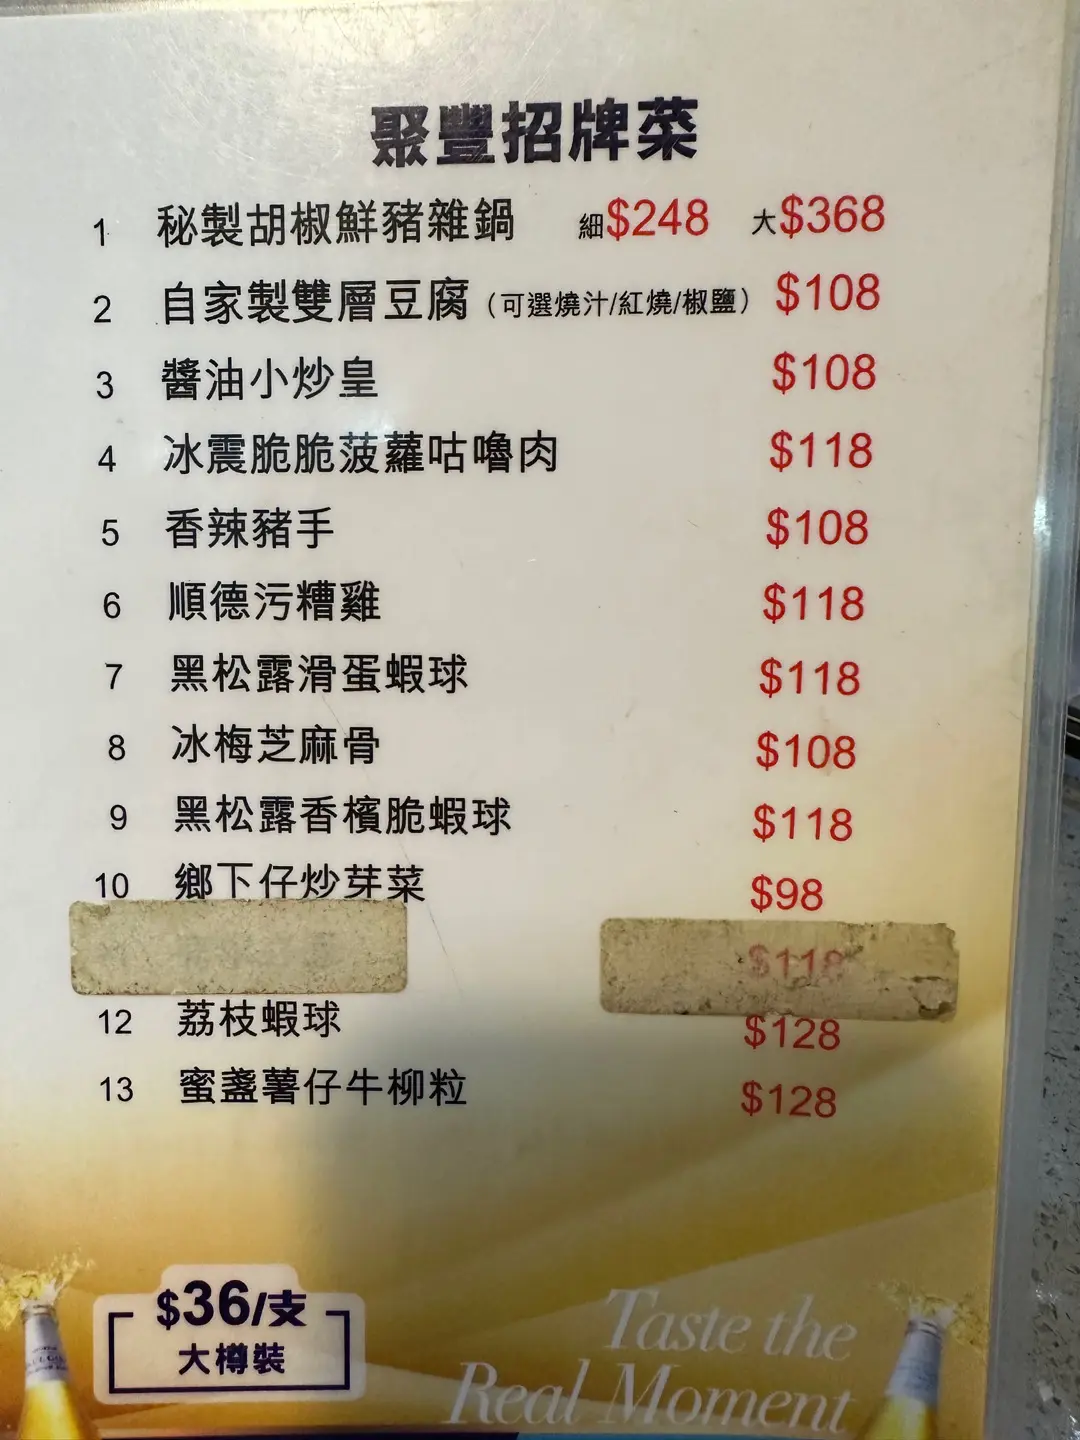 聚豐招牌菜
1 秘製胡椒鮮豬雜鍋 細$248 大$368
2 自家製雙層豆腐（可選燒汁/紅燒/椒鹽） $108
3 醬油小炒皇 $108
4 冰震脆脆菠蘿咕嚕肉 $118
5 香辣豬手 $108
6 順德污糟雞 $118
7 黑松露滑蛋蝦球 $118
8 冰梅芝麻骨 $108
9 黑松露香檳脆蝦球 $118
10 鄉下仔炒芽菜 $98
$118
12 荔枝蝦球 $128
13 蜜盞薯仔牛柳粒 $128
$36/支
大樽裝
Taste the
Real Moment